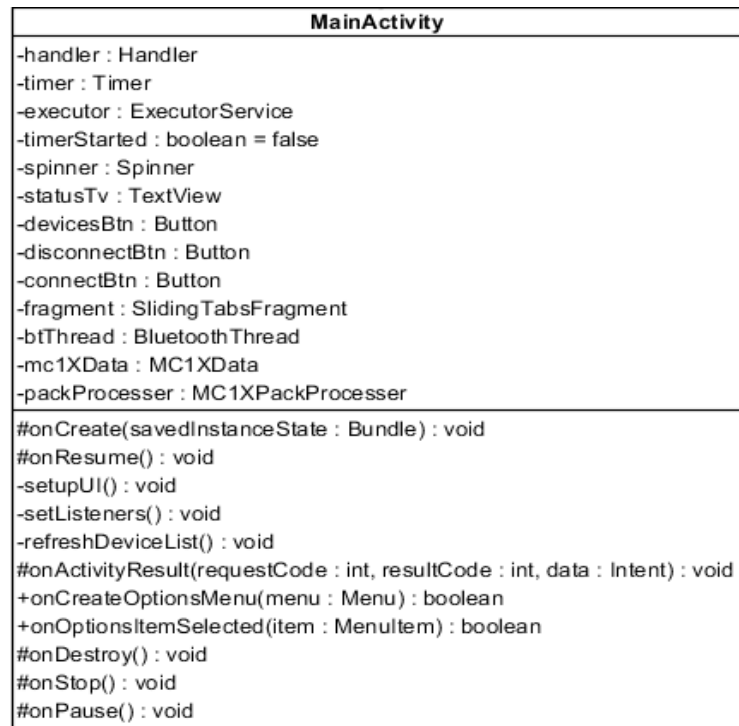 MainActivity
-handler : Handler
-timer : Timer
-executor : ExecutorService
-timerStarted : boolean = false
-spinner : Spinner
-statusTv : TextView
-devicesBtn : Button
-disconnectBtn : Button
-connectBtn : Button
-fragment : SlidingTabsFragment
-btThread : BluetoothThread
-mc1XData : MC1XData
-packProcesser : MC1XPackProcesser
#onCreate(savedInstanceState : Bundle) : void
#onResume() : void
-setupUI() : void
-setListeners() : void
-refreshDeviceList() : void
#onActivityResult(requestCode : int, resultCode : int, data : Intent) : void
+onCreateOptionsMenu(menu : Menu) : boolean
+onOptionsItemSelected(item : MenuItem) : boolean
#onDestroy() : void
#onStop() : void
#onPause() : void